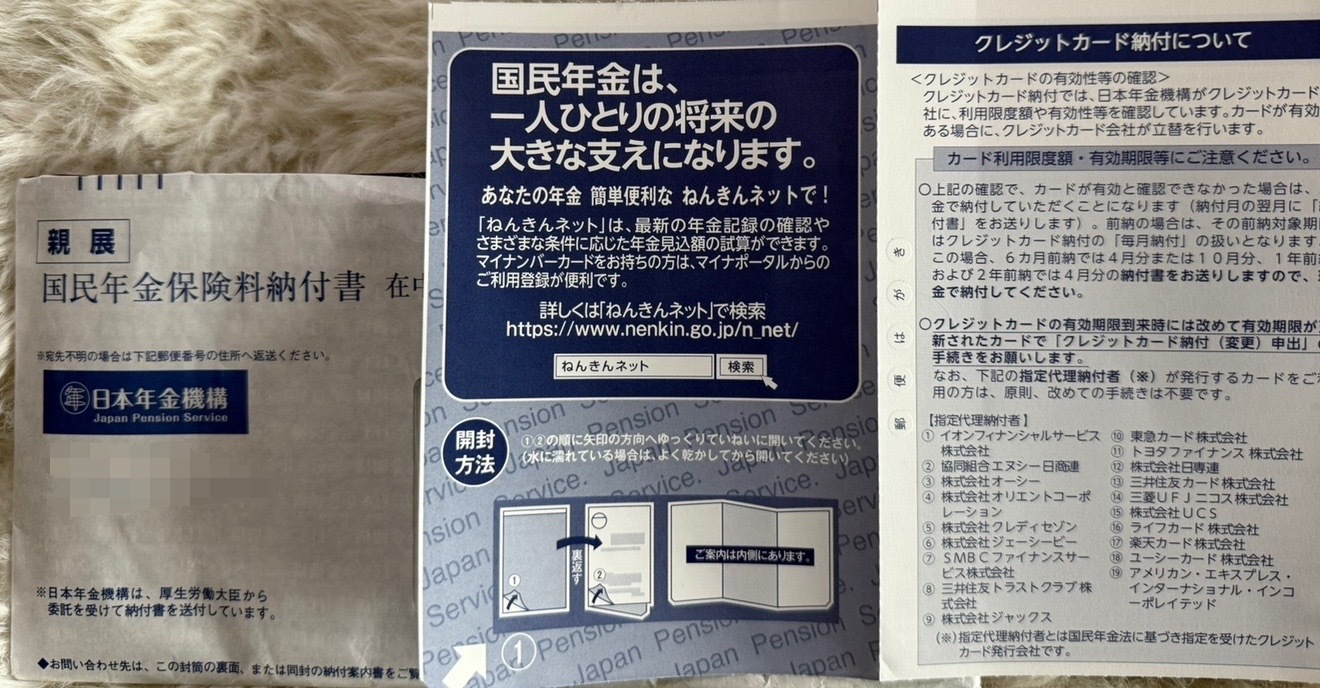 親展
国民年金保険料納付書 在中
※宛先不明の場合は下記郵便番号の住所へ返送ください。
年
日本年金機構
Japan Pension Service
※日本年金機構は、厚生労働大臣から
委託を受けて納付書を送付しています。
◆お問い合わせ先は、この封筒の裏面、または同封の納付案内書をご覧
国民年金は、
一人ひとりの将来の
大きな支えになります。
あなたの年金 簡単便利な ねんきんネットで！
「ねんきんネット」は、最新の年金記録の確認や
さまざまな条件に応じた年金見込額の試算ができます。
マイナンバーカードをお持ちの方は、マイナポータルからの
ご利用登録が便利です。
詳しくは「ねんきんネット」で検索
https://www.nenkin.go.jp/n_net/
ねんきんネット 検索
開封
方法
①②の順に矢印の方向へゆっくりていねいに開いてください。
（水に濡れている場合は、よく乾かしてから開いてください）
① 裏返す ② ご案内は内側にあります。
①
Japan Pension Service.
郵便はがき
クレジットカード納付について
＜クレジットカードの有効性等の確認＞
クレジットカード納付では、日本年金機構がクレジットカード
社に、利用限度額や有効性等を確認しています。カードが有効
ある場合に、クレジットカード会社が立替を行います。
カード利用限度額・有効期限等にご注意ください。
○上記の確認で、カードが有効と確認できなかった場合は、
金で納付していただくことになります（納付月の翌月に「
付書」をお送りします）。前納の場合は、その前納対象期
はクレジットカード納付の「毎月納付」の扱いとなります
この場合、６カ月前納では４月分または１０月分、１年前
および２年前納では４月分の納付書をお送りしますので、
金で納付してください。
○クレジットカードの有効期限到来時には改めて有効期限が
新されたカードで「クレジットカード納付（変更）申出」
手続きをお願いします。
なお、下記の指定代理納付者（※）が発行するカードをご
用の方は、原則、改めての手続きは不要です。
【指定代理納付者】
① イオンフィナンシャルサービス
株式会社
② 協同組合エヌシー日商連
③ 株式会社オーシー
④ 株式会社オリエントコーポ
レーション
⑤ 株式会社クレディセゾン
⑥ 株式会社ジェーシービー
⑦ ＳＭＢＣファイナンスサー
ビス株式会社
⑧ 三井住友トラストクラブ株
式会社
⑨ 株式会社ジャックス
⑩ 東急カード株式会社
⑪ トヨタファイナンス株式会社
⑫ 株式会社日専連
⑬ 三井住友カード株式会社
⑭ 三菱ＵＦＪニコス株式会社
⑮ 株式会社ＵＣＳ
⑯ ライフカード株式会社
⑰ 楽天カード株式会社
⑱ ユーシーカード株式会社
⑲ アメリカン・エキスプレス・
インターナショナル・インコ
ーポレイテッド
（※）指定代理納付者とは国民年金法に基づき指定を受けたクレジット
カード発行会社です。